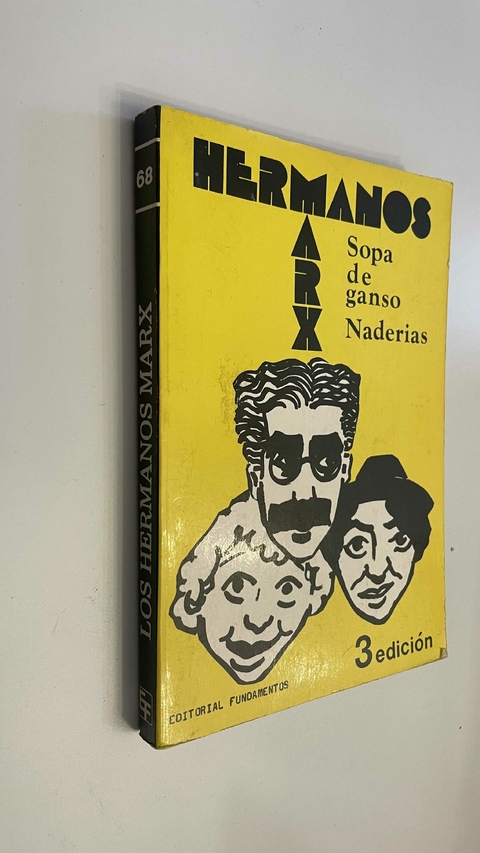 HERMANOS
MARX
Sopa
de
ganso
Naderias
3 edición
EDITORIAL FUNDAMENTOS
68
LOS HERMANOS MARX